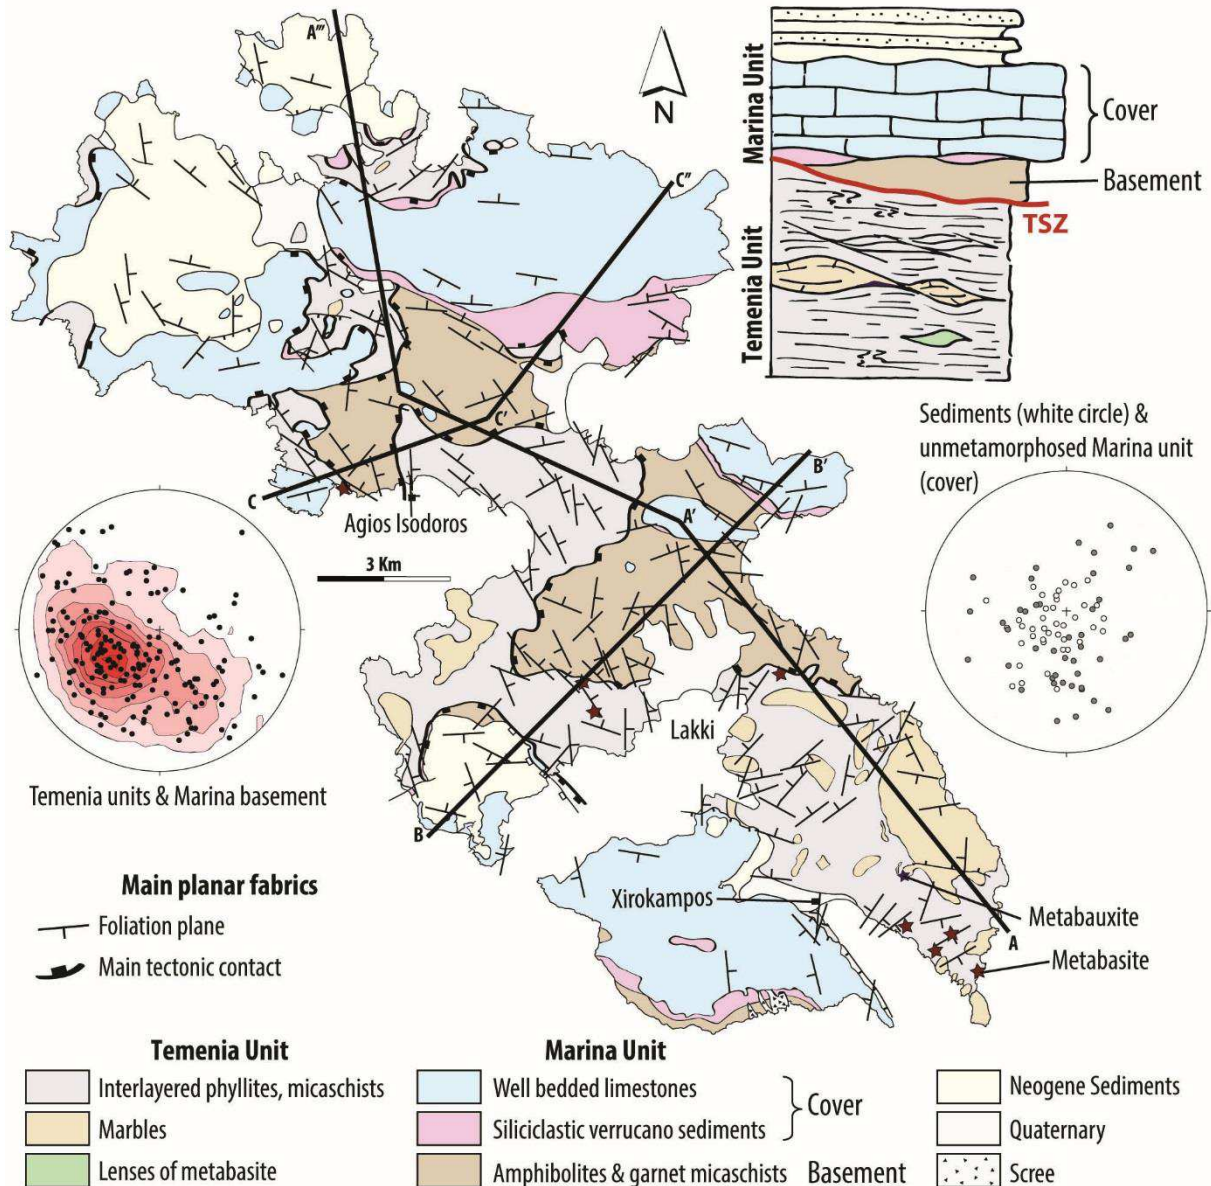 A'''
N
Marina Unit
Cover
Basement
TSZ
Temenia Unit
C''
C'
C
B'
A'
Agios Isodoros
3 Km
Sediments (white circle) &
unmetamorphosed Marina unit
(cover)
Temenia units & Marina basement
Lakki
B
Main planar fabrics
Foliation plane
Main tectonic contact
Xirokampos
Metabauxite
A
Metabasite
Temenia Unit
Interlayered phyllites, micaschists
Marbles
Lenses of metabasite
Marina Unit
Well bedded limestones
Siliciclastic verrucano sediments
Cover
Amphibolites & garnet micaschists
Basement
Neogene Sediments
Quaternary
Scree